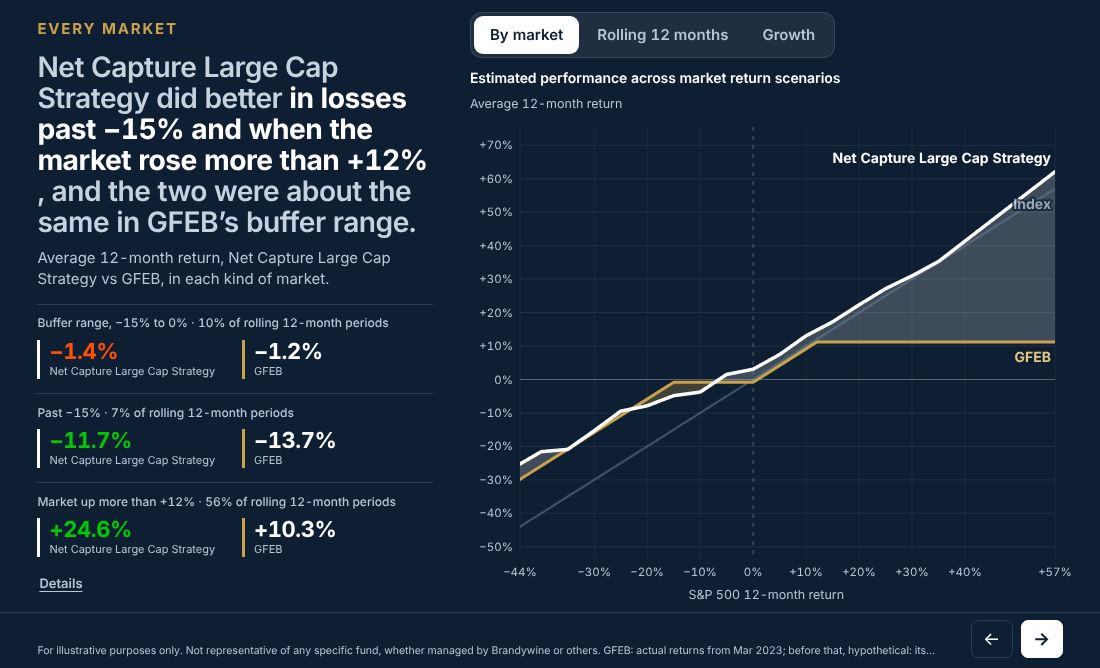 EVERY MARKET
Net Capture Large Cap
Strategy did better in losses
past −15% and when the
market rose more than +12%
, and the two were about the
same in GFEB’s buffer range.
Average 12-month return, Net Capture Large Cap
Strategy vs GFEB, in each kind of market.
Buffer range, −15% to 0% · 10% of rolling 12-month periods
−1.4%
Net Capture Large Cap Strategy
−1.2%
GFEB
Past −15% · 7% of rolling 12-month periods
−11.7%
Net Capture Large Cap Strategy
−13.7%
GFEB
Market up more than +12% · 56% of rolling 12-month periods
+24.6%
Net Capture Large Cap Strategy
+10.3%
GFEB
Details
By market
Rolling 12 months
Growth
Estimated performance across market return scenarios
Average 12-month return
+70%
+60%
+50%
+40%
+30%
+20%
+10%
0%
−10%
−20%
−30%
−40%
−50%
Net Capture Large Cap Strategy
Index
GFEB
−44%
−30%
−20%
−10%
0%
+10%
+20%
+30%
+40%
+57%
S&P 500 12-month return
For illustrative purposes only. Not representative of any specific fund, whether managed by Brandywine or others. GFEB: actual returns from Mar 2023; before that, hypothetical: its…